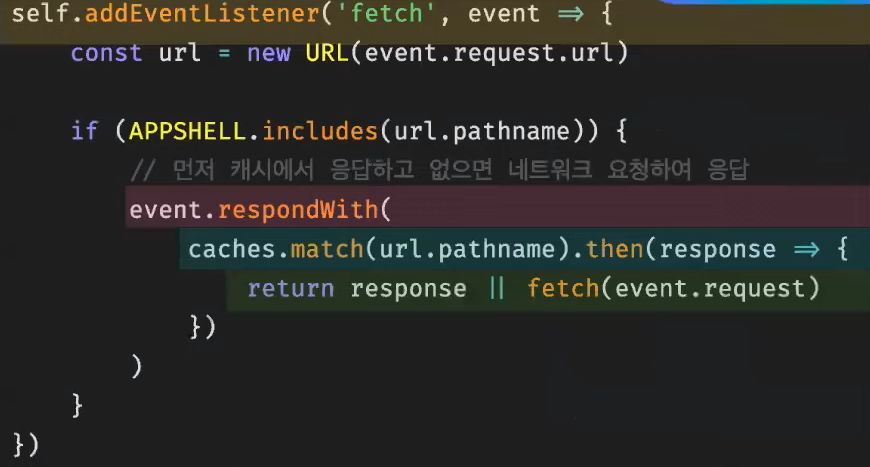 self.addEventListener('fetch', event => {
    const url = new URL(event.request.url)
    if (APPSHELL.includes(url.pathname)) {
        // 먼저 캐시에서 응답하고 없으면 네트워크 요청하여 응답
        event.respondWith(
            caches.match(url.pathname).then(response => {
                return response || fetch(event.request)
            })
        )
    }
})